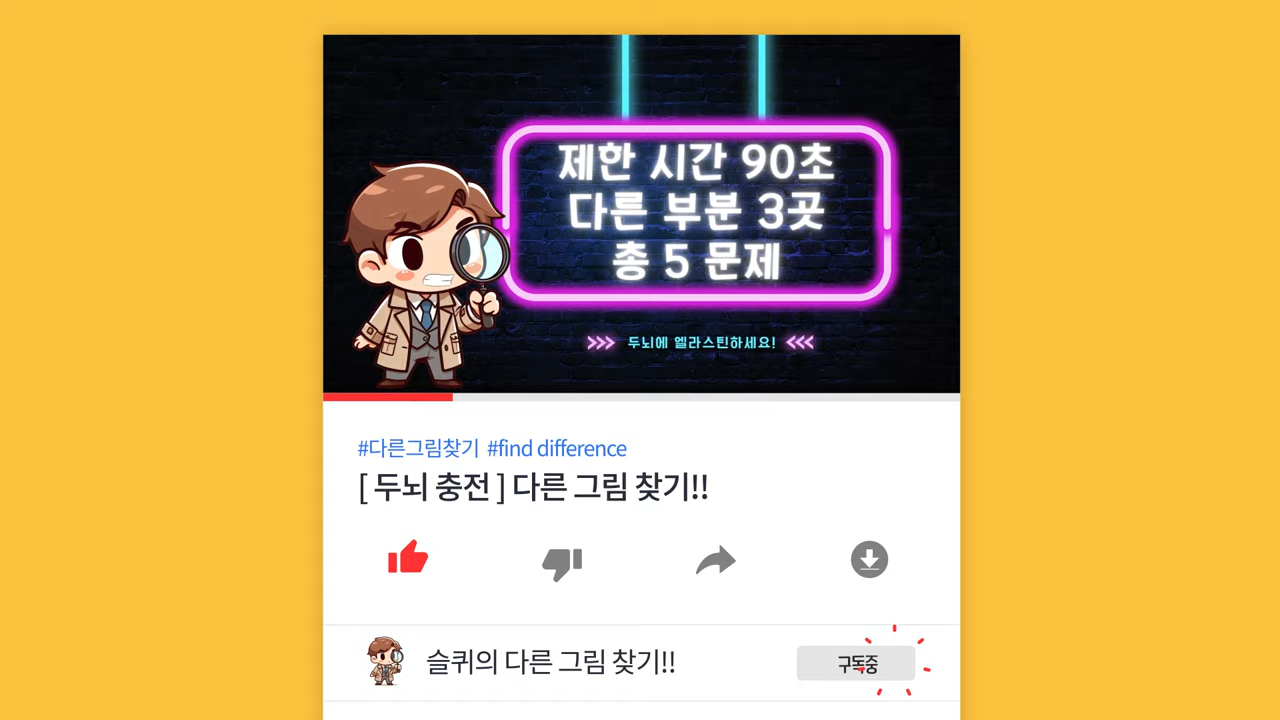 제한 시간 90초
다른 부분 3곳
총 5 문제
>>> 두뇌에 엘라스틴하세요! <<<
#다른그림찾기 #find difference
[ 두뇌 충전 ] 다른 그림 찾기!!
슬퀴의 다른 그림 찾기!!
구독중